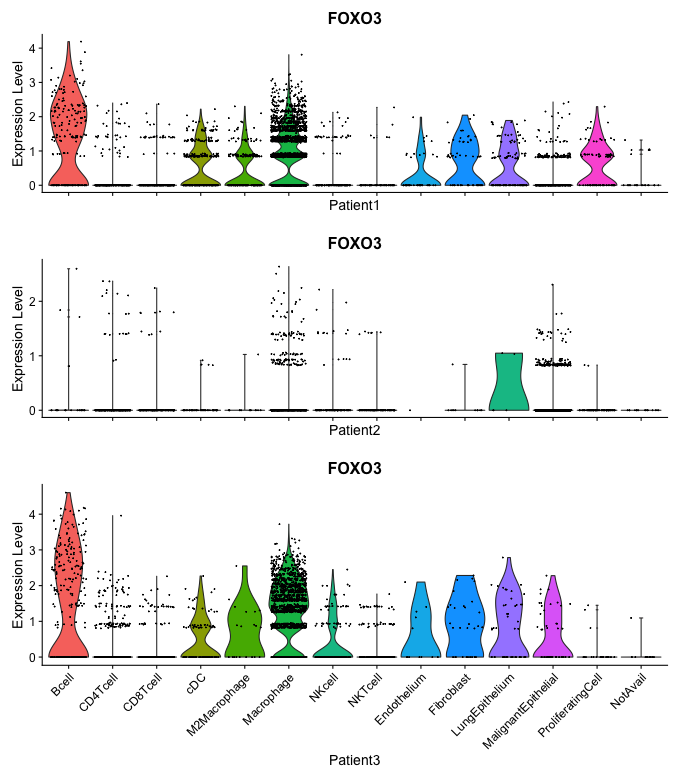 FOXO3
Expression Level
4
3
2
1
0
Patient1
FOXO3
Expression Level
2
1
0
Patient2
FOXO3
Expression Level
4
3
2
1
0
Bcell
CD4Tcell
CD8Tcell
cDC
M2Macrophage
Macrophage
NKcell
NKTcell
Endothelium
Fibroblast
LungEpithelium
MalignantEpithelial
ProliferatingCell
NotAvail
Patient3